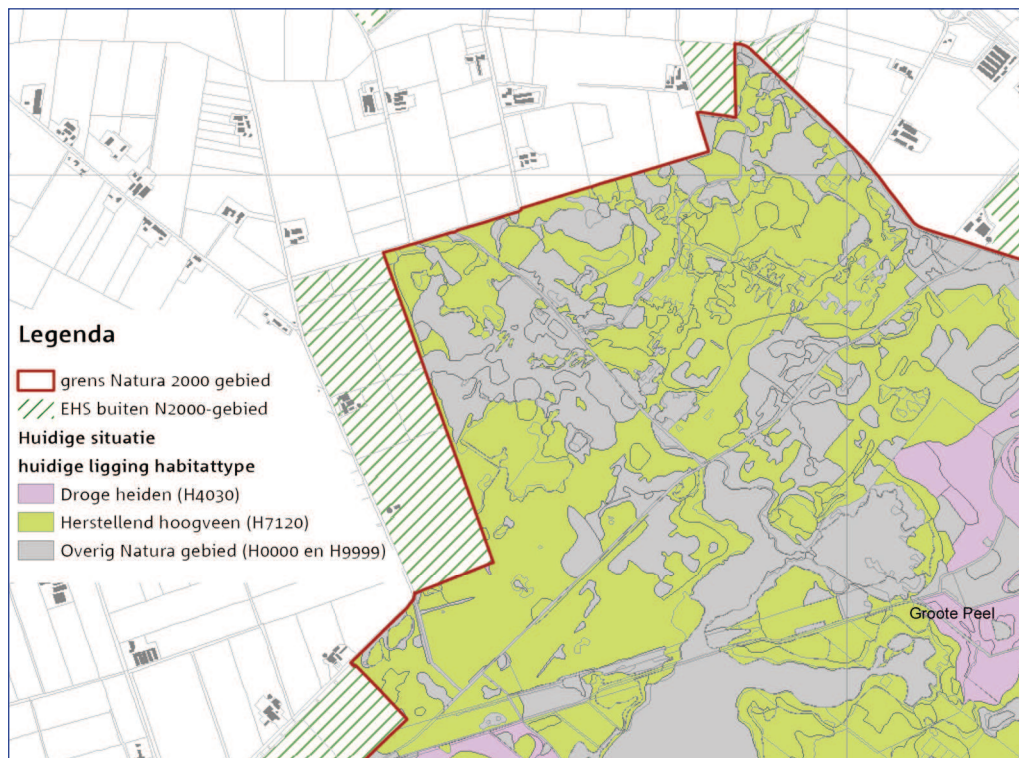 Legenda
grens Natura 2000 gebied
EHS buiten N2000-gebied
Huidige situatie
huidige ligging habitattype
Droge heiden (H4030)
Herstellend hoogveen (H7120)
Overig Natura gebied (H0000 en H9999)
Groote Peel